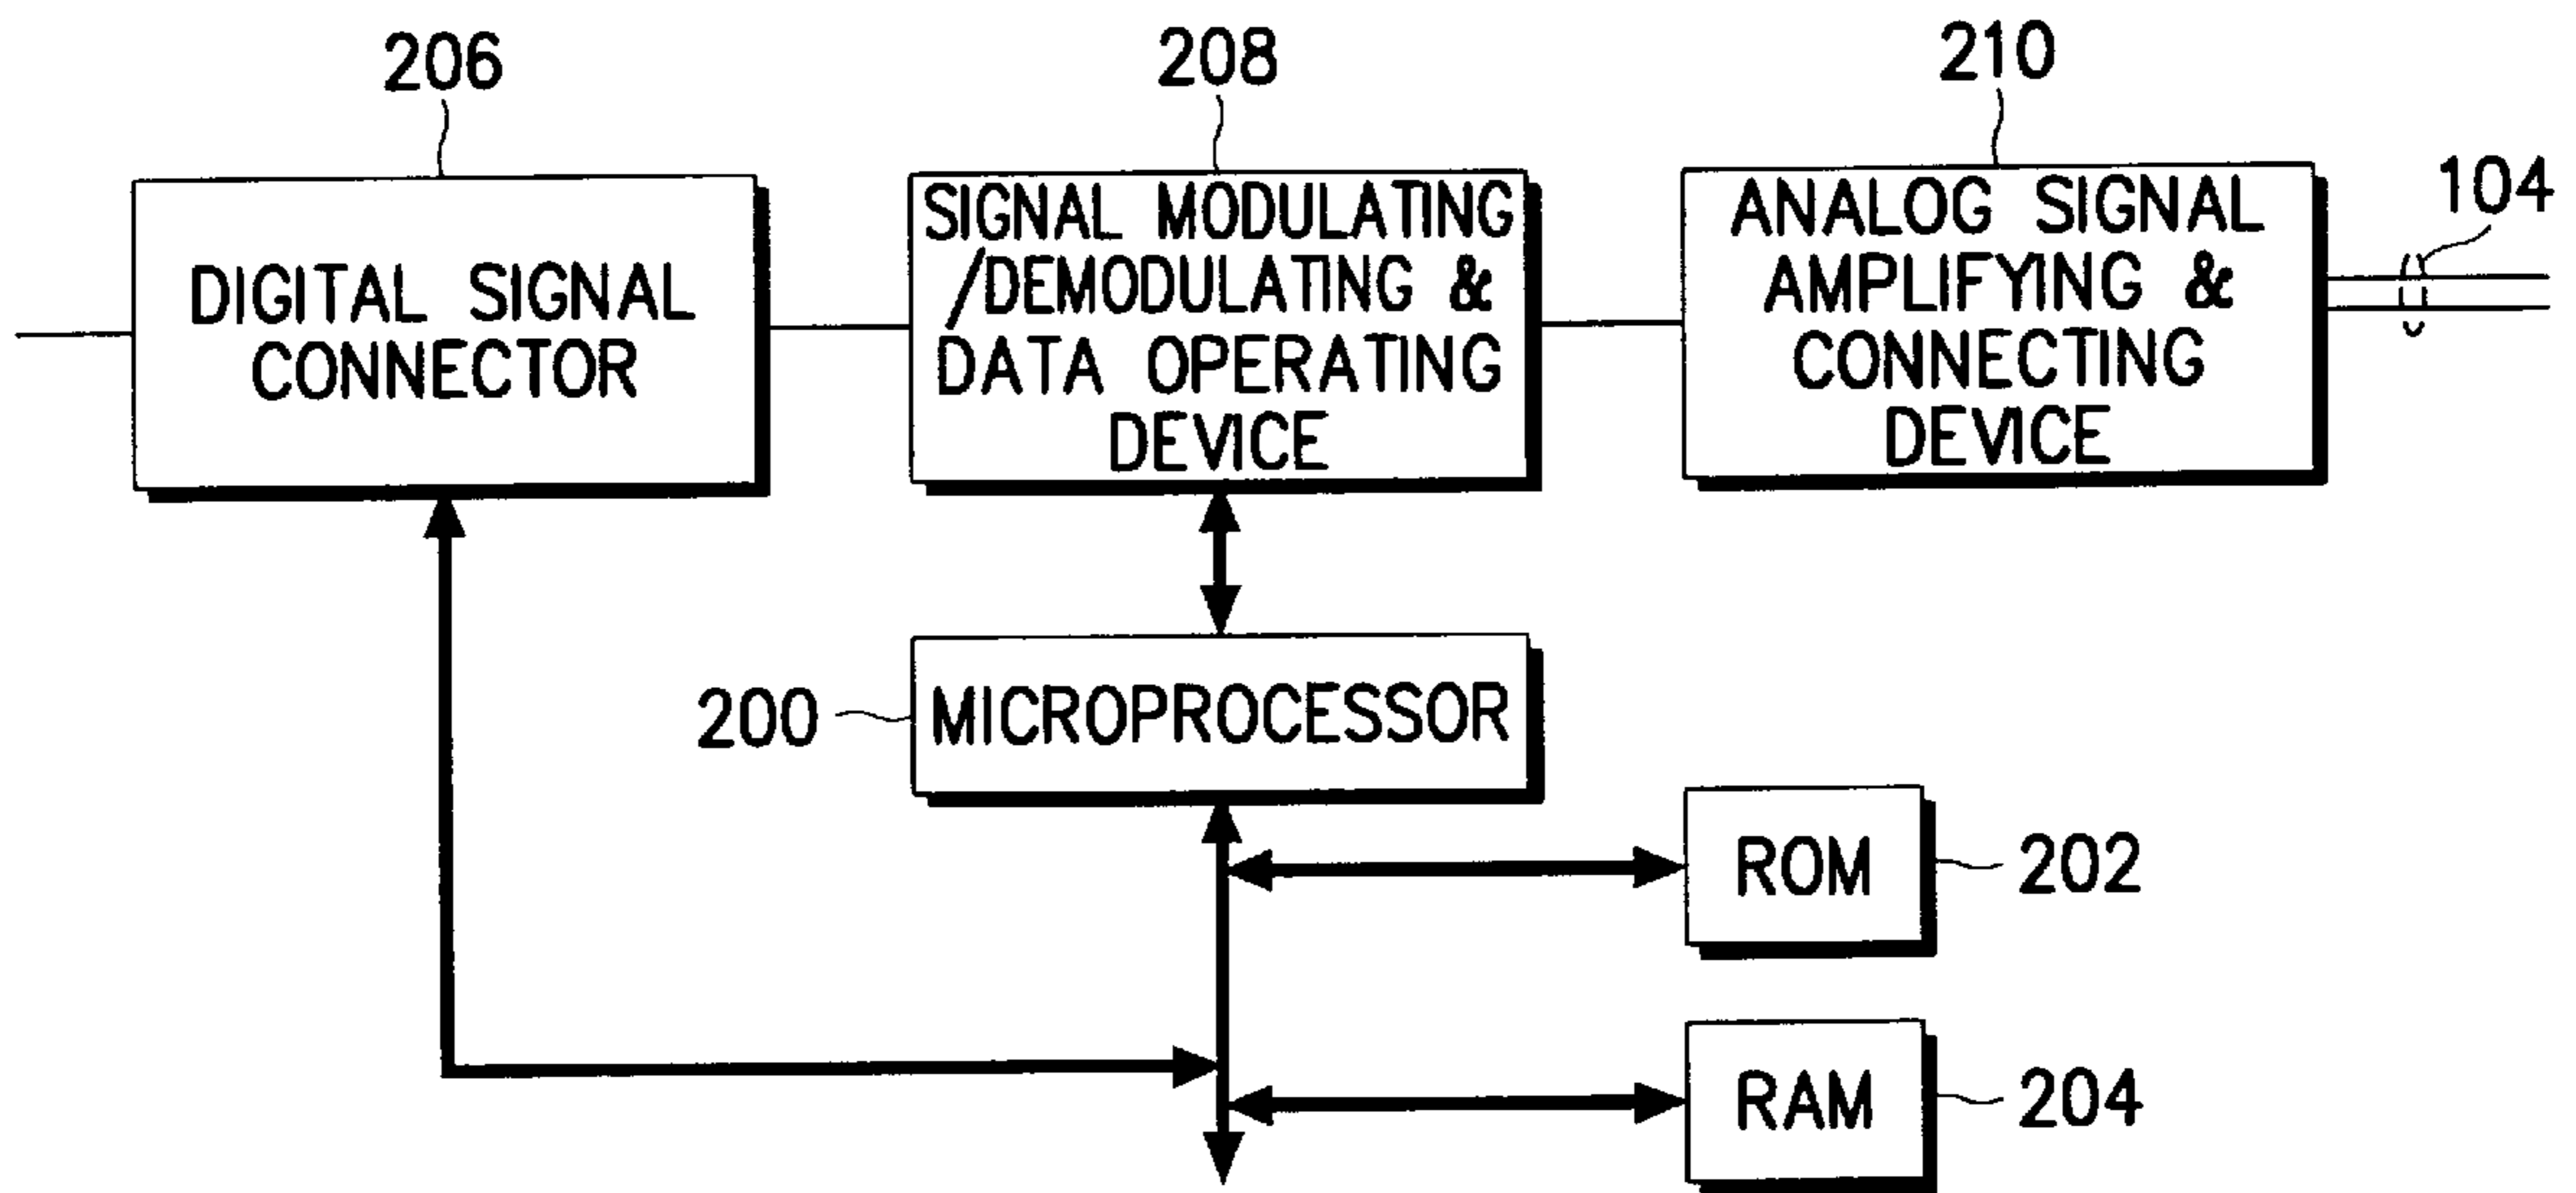 206
208
210
104
DIGITAL SIGNAL
CONNECTOR
SIGNAL MODULATING
/DEMODULATING &
DATA OPERATING
DEVICE
ANALOG SIGNAL
AMPLIFYING &
CONNECTING
DEVICE
200
MICROPROCESSOR
ROM
202
RAM
204